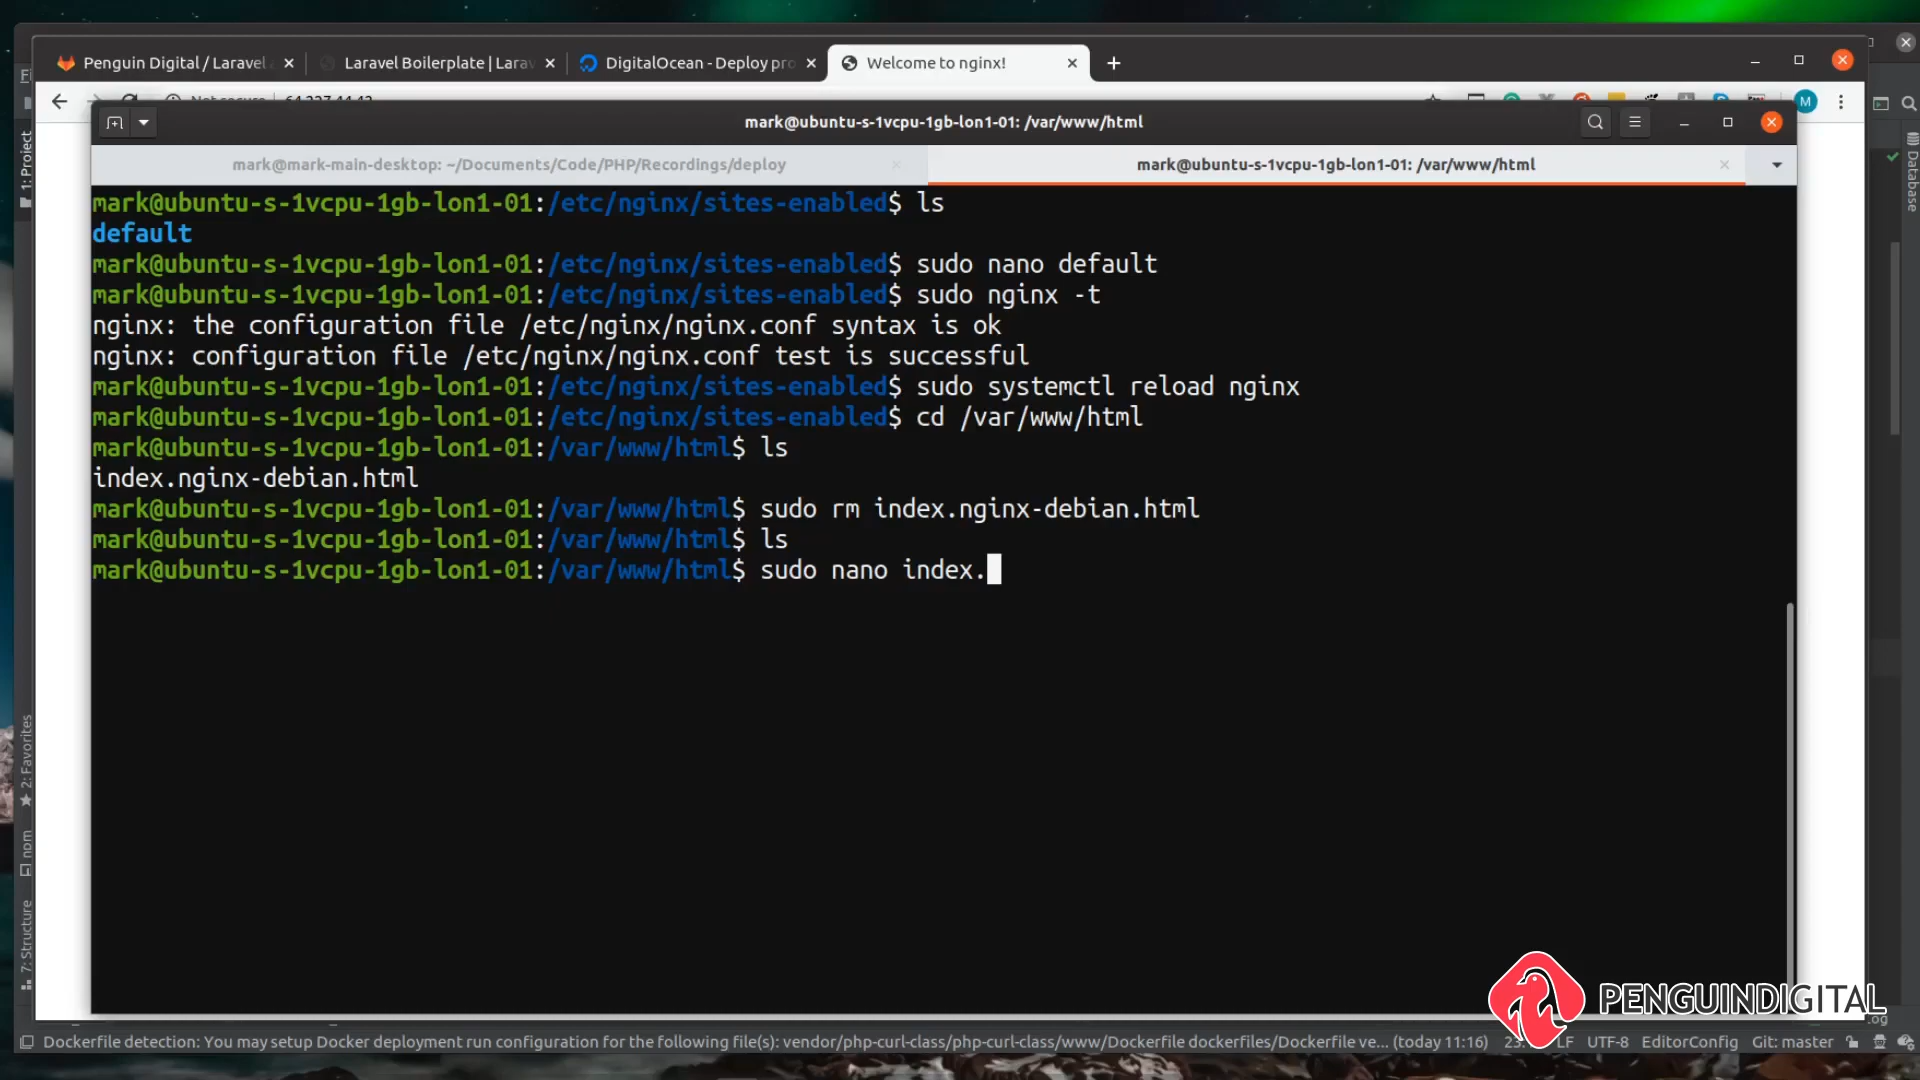 Penguin Digital / Laravel
Laravel Boilerplate | Larav
DigitalOcean - Deploy pro
Welcome to nginx!
M
mark@ubuntu-s-1vcpu-1gb-lon1-01: /var/www/html
mark@mark-main-desktop: ~/Documents/Code/PHP/Recordings/deploy
mark@ubuntu-s-1vcpu-1gb-lon1-01: /var/www/html
mark@ubuntu-s-1vcpu-1gb-lon1-01:/etc/nginx/sites-enabled$ ls
default
mark@ubuntu-s-1vcpu-1gb-lon1-01:/etc/nginx/sites-enabled$ sudo nano default
mark@ubuntu-s-1vcpu-1gb-lon1-01:/etc/nginx/sites-enabled$ sudo nginx -t
nginx: the configuration file /etc/nginx/nginx.conf syntax is ok
nginx: configuration file /etc/nginx/nginx.conf test is successful
mark@ubuntu-s-1vcpu-1gb-lon1-01:/etc/nginx/sites-enabled$ sudo systemctl reload nginx
mark@ubuntu-s-1vcpu-1gb-lon1-01:/etc/nginx/sites-enabled$ cd /var/www/html
mark@ubuntu-s-1vcpu-1gb-lon1-01:/var/www/html$ ls
index.nginx-debian.html
mark@ubuntu-s-1vcpu-1gb-lon1-01:/var/www/html$ sudo rm index.nginx-debian.html
mark@ubuntu-s-1vcpu-1gb-lon1-01:/var/www/html$ ls
mark@ubuntu-s-1vcpu-1gb-lon1-01:/var/www/html$ sudo nano index.
1: Project
2: Favorites
npm
7: Structure
Database
PENGUINDIGITAL
Dockerfile detection: You may setup Docker deployment run configuration for the following file(s): vendor/php-curl-class/php-curl-class/www/Dockerfile dockerfiles/Dockerfile ve... (today 11:16) LF UTF-8 EditorConfig Git: master